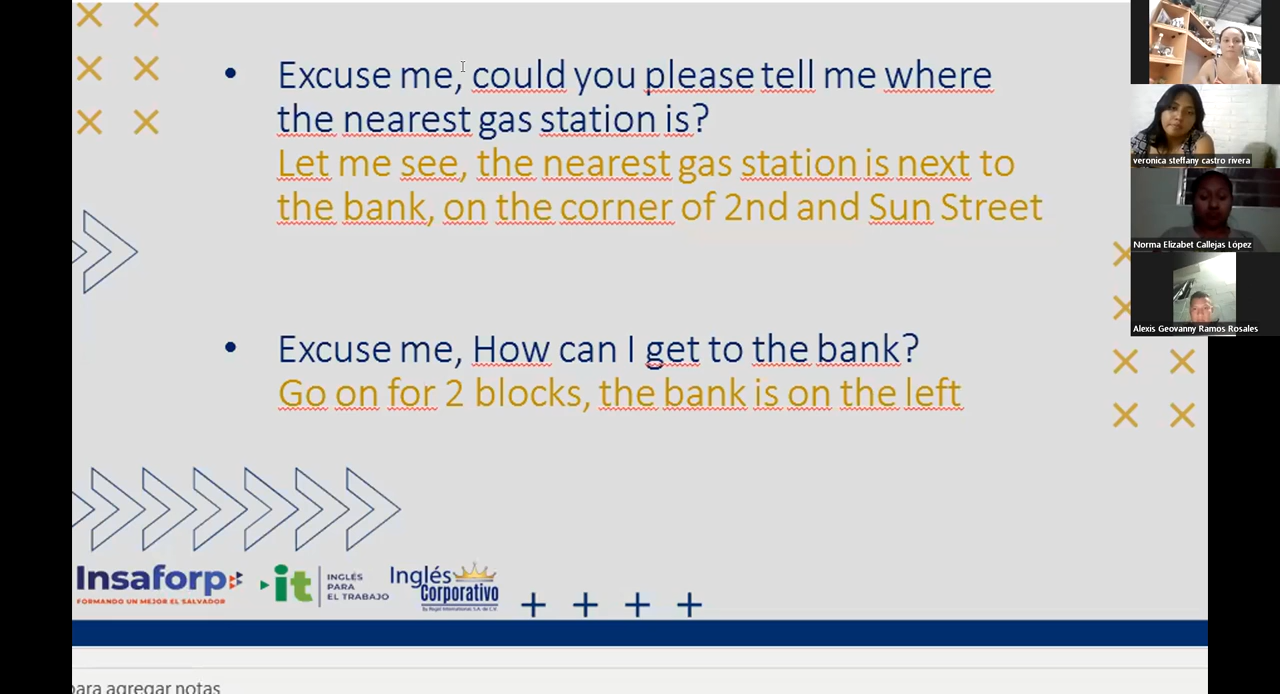 Excuse me, could you please tell me where
the nearest gas station is?
Let me see, the nearest gas station is next to
the bank, on the corner of 2nd and Sun Street
Excuse me, How can I get to the bank?
Go on for 2 blocks, the bank is on the left
veronica steffany castro rivera
Norma Elizabet Callejas López
Alexis Geovanny Ramos Rosales
Insaforp
FORMANDO UN MEJOR EL SALVADOR
it
INGLÉS
PARA
EL TRABAJO
Inglés
Corporativo
By Regal International, S.A. de C.V.
para agregar notas